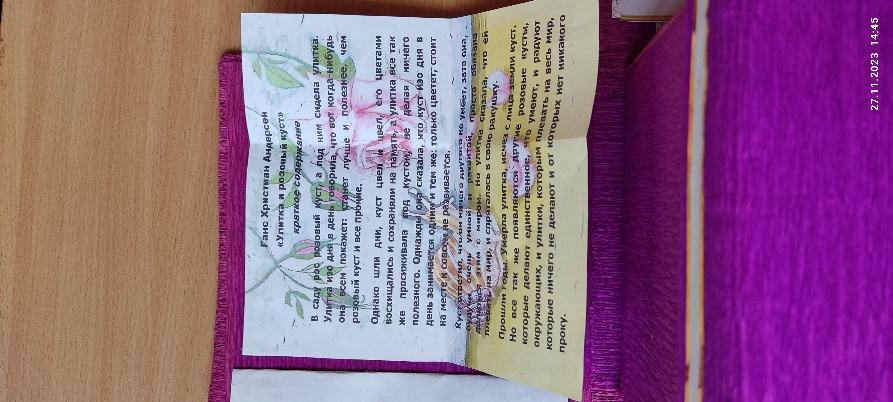 Ганс Христиан Андерсен
«Улитка и розовый куст»
краткое содержание
В саду рос розовый куст, а под ним сидела улитка.
Улитка изо дня в день говорила, что вот когда-нибудь
она всем покажет: станет лучше и полезнее, чем
розовый куст и все прочие.
Однако шли дни, куст цвел и цвел, его цветами
восхищались и сохраняли на память, а улитка все так
же просиживала под кустом, не делая ничего
полезного. Однажды она сказала, что куст изо дня в
день занимается одним и тем же: только цветет, стоит
на месте и совсем не развивается.
Куст ответил, что он ничего другого не умеет, зато она,
будучи очень умной и развитой, просто обязана
делиться этим с миром. Но улитка сказала, что ей
плевать на мир, и спряталась в свою ракушку.
Прошли годы. Умерла улитка, исчез с лица земли куст.
Но все так же появляются другие розовые кусты,
которые делают единственное, что умеют, и радуют
окружающих, и улитки, которым плевать на весь мир,
которые ничего не делают и от которых нет никакого
проку.
27.11.2023 14:45